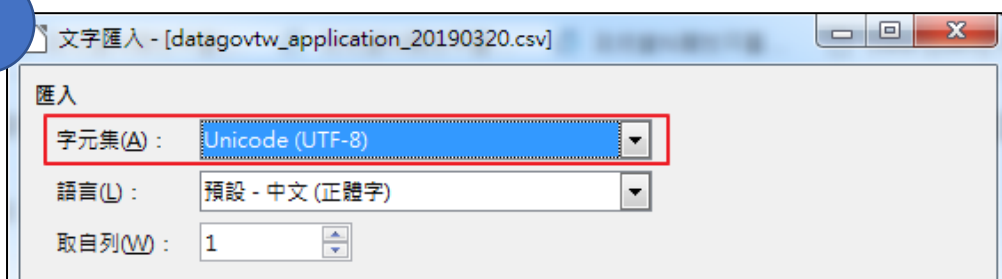 文字匯入 - [datagovtw_application_20190320.csv]
匯入
字元集(A)： Unicode (UTF-8)
語言(L)： 預設 - 中文 (正體字)
取自列(W)： 1